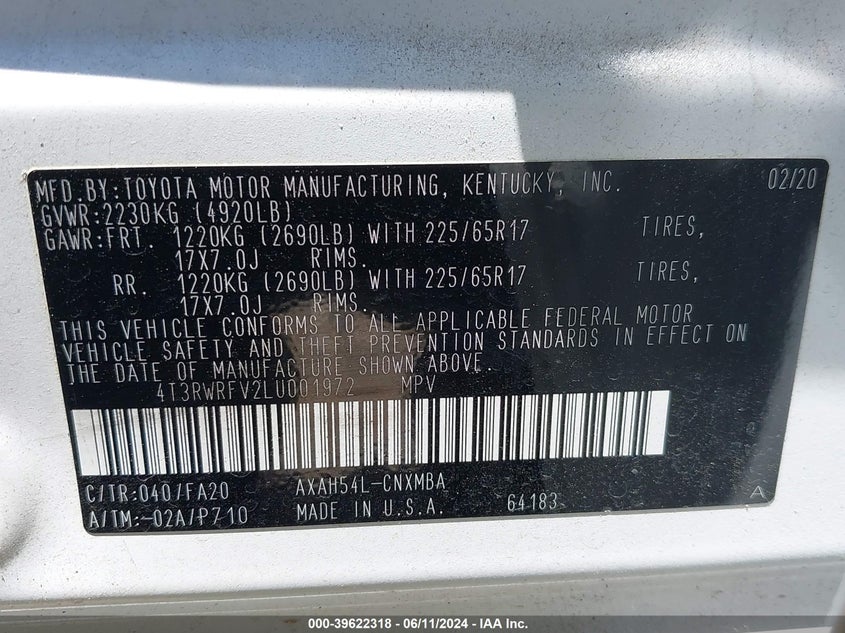 MFD.BY:TOYOTA MOTOR MANUFACTURING, KENTUCKY, INC. 02/20
GVWR:2230KG (4920LB)
GAWR:FRT. 1220KG (2690LB) WITH 225/65R17 TIRES,
17X7.0J RIMS.
RR. 1220KG (2690LB) WITH 225/65R17 TIRES,
17X7.0J RIMS.
THIS VEHICLE CONFORMS TO ALL APPLICABLE FEDERAL MOTOR
VEHICLE SAFETY AND THEFT PREVENTION STANDARDS IN EFFECT ON
THE DATE OF MANUFACTURE SHOWN ABOVE.
4T3RWRFV2LU001972 MPV
C/TR:040/FA20 AXAH54L-CNXMBA
A/TM:-02A/P710 MADE IN U.S.A. 64183 A
000-39622318 - 06/11/2024 - IAA Inc.